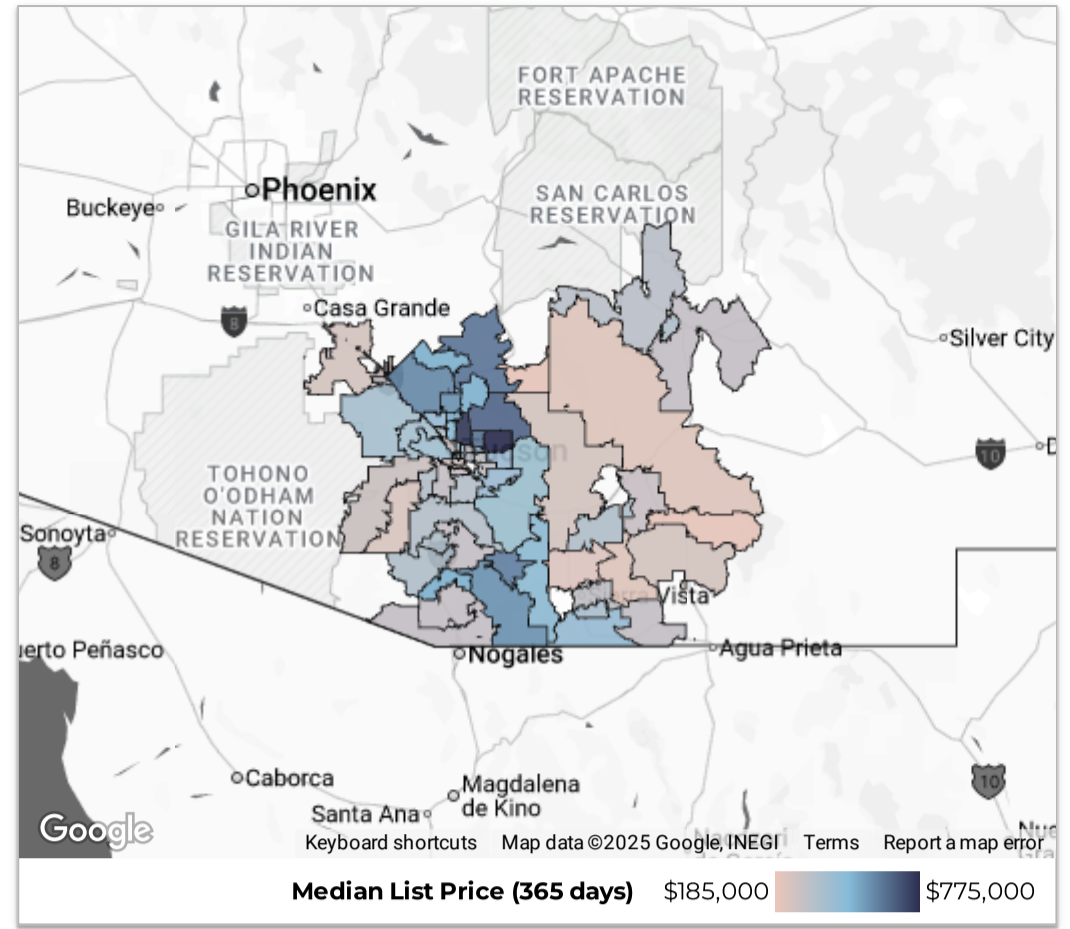 FORT APACHE
RESERVATION
Phoenix
SAN CARLOS
RESERVATION
Buckeye
GILA RIVER
INDIAN
RESERVATION
Casa Grande
8
Silver City
10
TOHONO
O'ODHAM
NATION
RESERVATION
Sonoyta
8
Vista
Nogales
Agua Prieta
uerto Peñasco
Caborca
Magdalena
de Kino
Santa Ana
10
Google
Keyboard shortcuts Map data ©2025 Google, INEGI Terms Report a map error
Median List Price (365 days) $185,000 $775,000